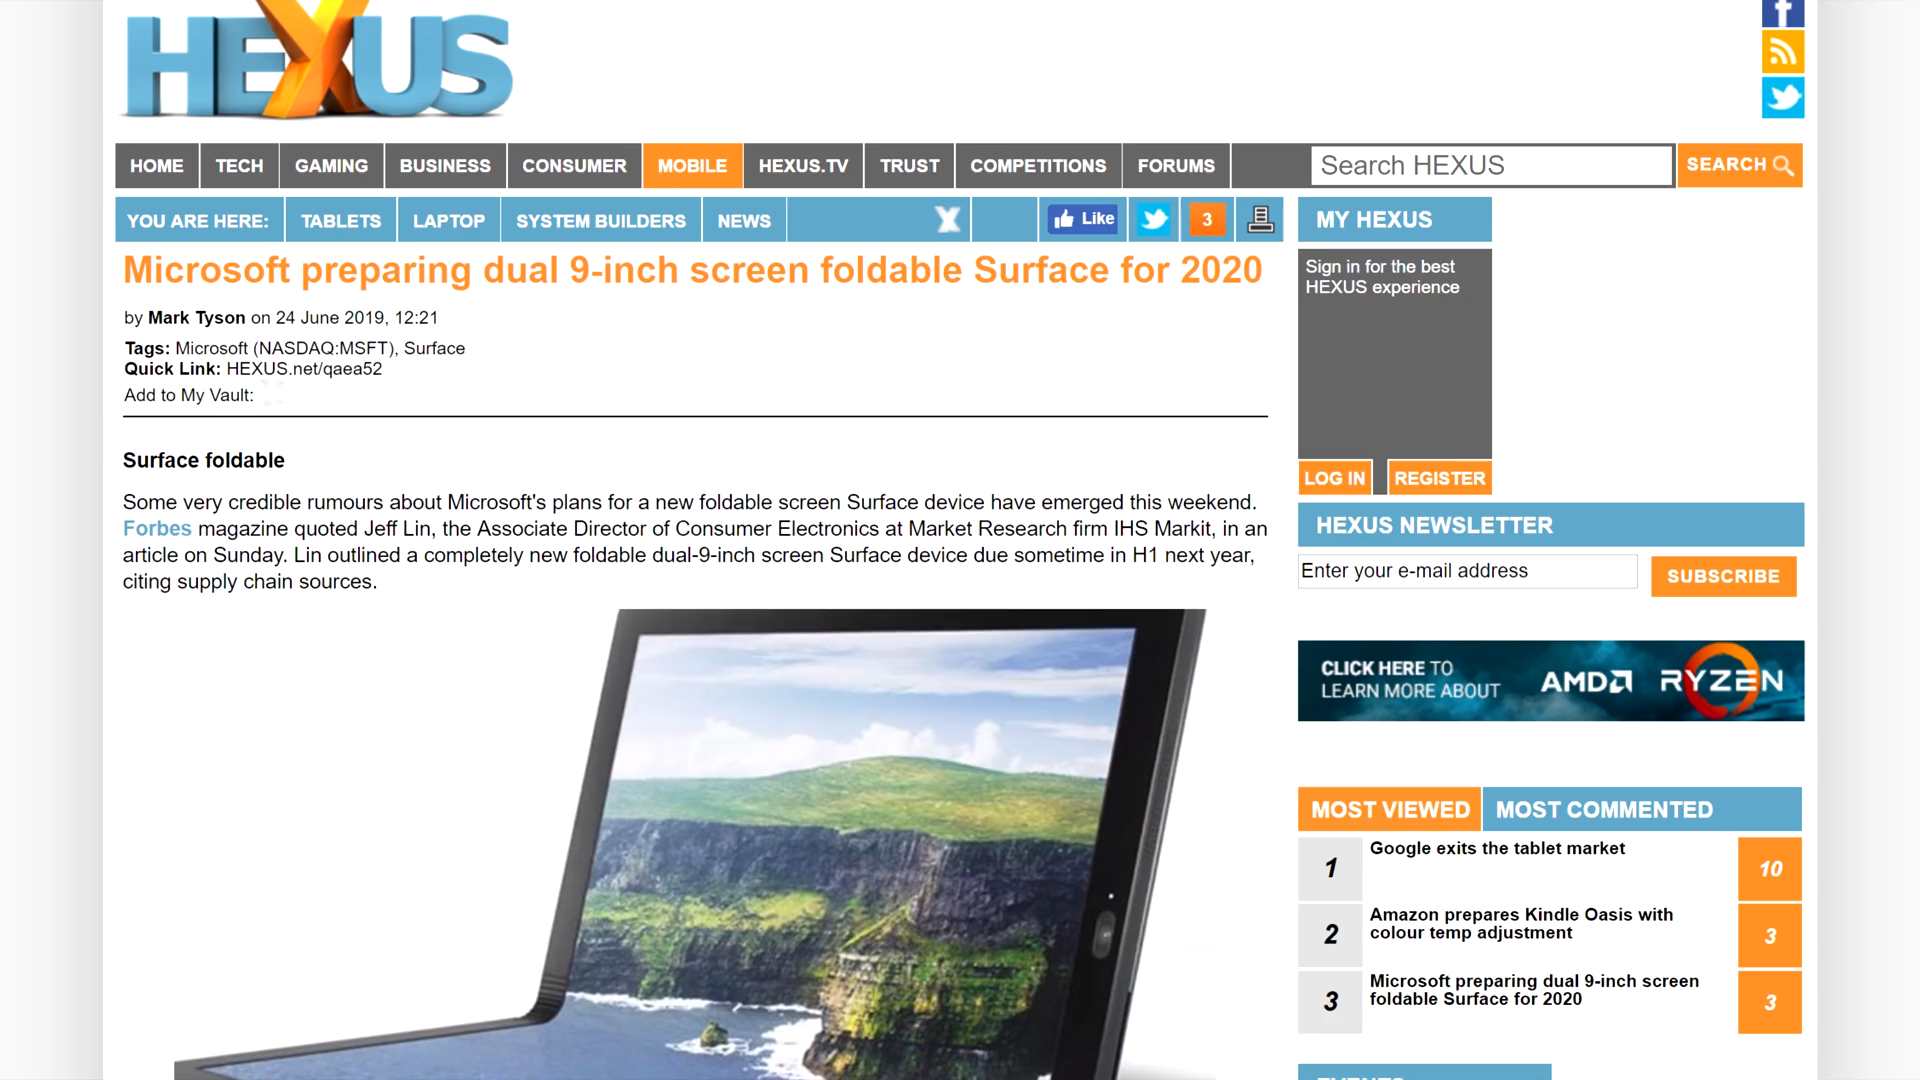 HEXUS
HOME TECH GAMING BUSINESS CONSUMER MOBILE HEXUS.TV TRUST COMPETITIONS FORUMS
Search HEXUS
SEARCH
YOU ARE HERE: TABLETS LAPTOP SYSTEM BUILDERS NEWS
X
Like
3
Microsoft preparing dual 9-inch screen foldable Surface for 2020
by Mark Tyson on 24 June 2019, 12:21
Tags: Microsoft (NASDAQ:MSFT), Surface
Quick Link: HEXUS.net/qaea52
Add to My Vault:
Surface foldable
Some very credible rumours about Microsoft's plans for a new foldable screen Surface device have emerged this weekend.
Forbes magazine quoted Jeff Lin, the Associate Director of Consumer Electronics at Market Research firm IHS Markit, in an
article on Sunday. Lin outlined a completely new foldable dual-9-inch screen Surface device due sometime in H1 next year,
citing supply chain sources.
MY HEXUS
Sign in for the best
HEXUS experience
LOG IN
REGISTER
HEXUS NEWSLETTER
Enter your e-mail address
SUBSCRIBE
CLICK HERE TO
LEARN MORE ABOUT
AMD RYZEN
MOST VIEWED MOST COMMENTED
1 Google exits the tablet market 10
2 Amazon prepares Kindle Oasis with
colour temp adjustment 3
3 Microsoft preparing dual 9-inch screen
foldable Surface for 2020 3